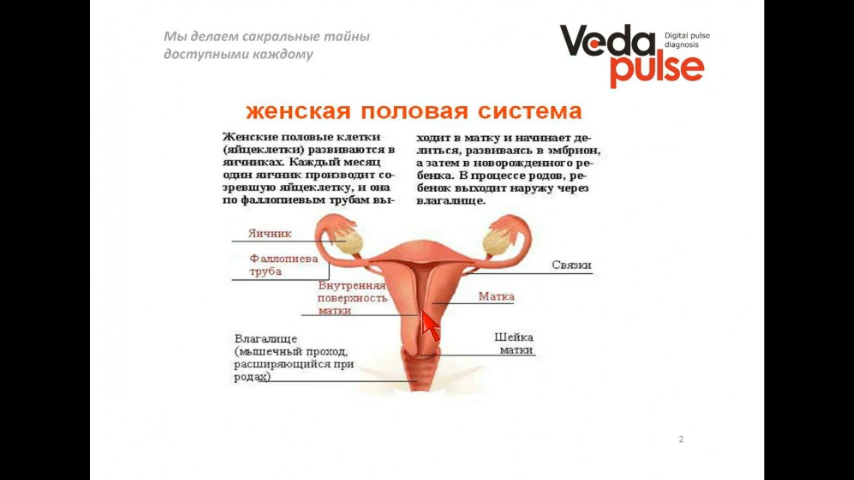 Мы делаем сакральные тайны
доступными каждому
Veda
pulse
Digital pulse
diagnosis
женская половая система
Женские половые клетки
(яйцеклетки) развиваются в
яичниках. Каждый месяц
один яичник производит со-
зревшую яйцеклетку, и она
по фаллопиевым трубам вы-
ходит в матку и начинает де-
литься, развиваясь в эмбрион,
а затем в новорожденного ре-
бенка. В процессе родов, ре-
бенок выходит наружу через
влагалище.
Яичник
Фаллопиева
труба
Внутренняя
поверхность
матки
Влагалище
(мышечный проход,
расширяющийся при
родах)
Связки
Матка
Шейка
матки
2